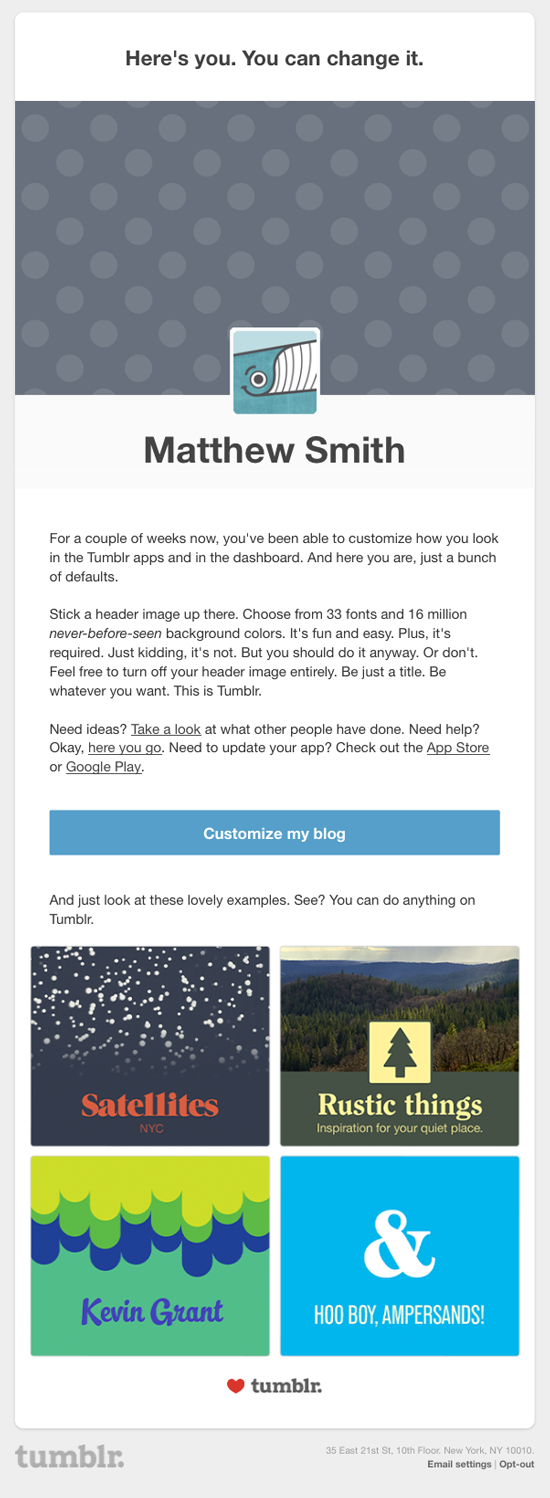 Here's you. You can change it.
Matthew Smith
For a couple of weeks now, you've been able to customize how you look
in the Tumblr apps and in the dashboard. And here you are, just a bunch
of defaults.
Stick a header image up there. Choose from 33 fonts and 16 million
never-before-seen background colors. It's fun and easy. Plus, it's
required. Just kidding, it's not. But you should do it anyway. Or don't.
Feel free to turn off your header image entirely. Be just a title. Be
whatever you want. This is Tumblr.
Need ideas? Take a look at what other people have done. Need help?
Okay, here you go. Need to update your app? Check out the App Store
or Google Play.
Customize my blog
And just look at these lovely examples. See? You can do anything on
Tumblr.
Satellites
NYC
Rustic things
Inspiration for your quiet place.
Kevin Grant
&
HOO BOY, AMPERSANDS!
tumblr.
tumblr.
35 East 21st St, 10th Floor. New York, NY 10010.
Email settings | Opt-out